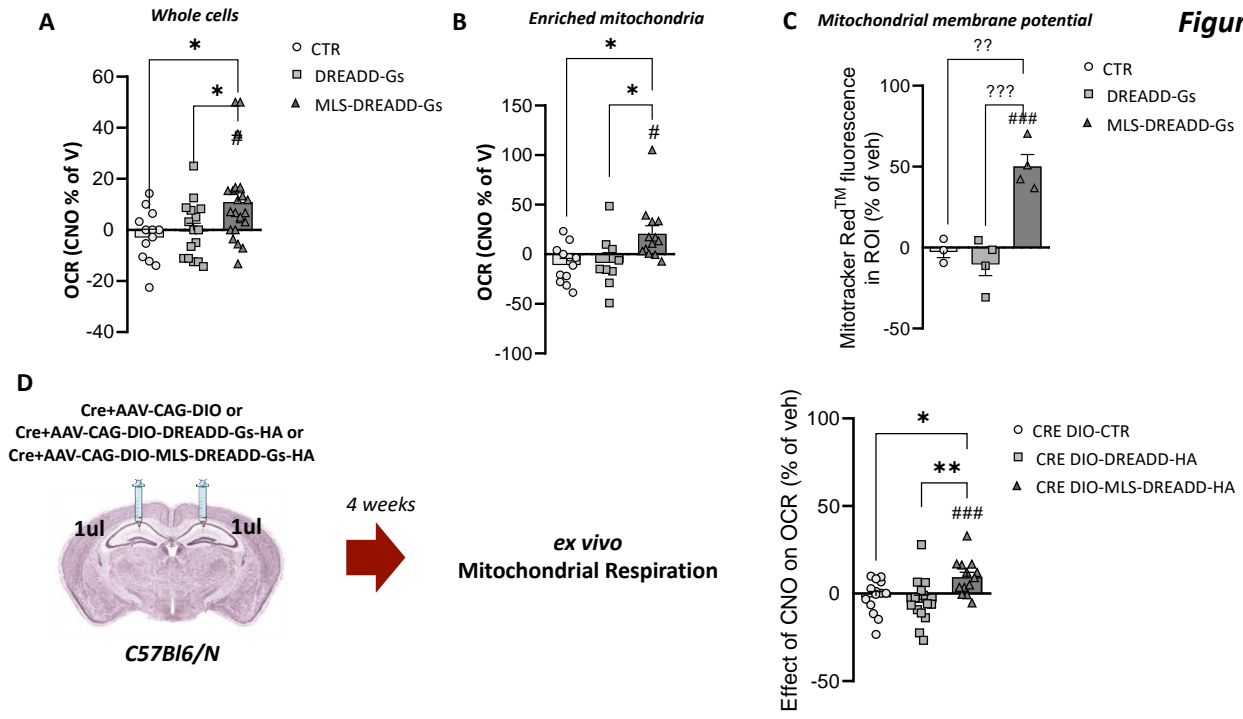 Figur
A
Whole cells
*
*
#
OCR (CNO % of V)
60
40
20
0
-20
-40
CTR
DREADD-Gs
MLS-DREADD-Gs
B
Enriched mitochondria
*
*
#
OCR (CNO % of V)
150
100
50
0
-50
-100
C
Mitochondrial membrane potential
??
???
###
Mitotracker Red™ fluorescence
in ROI (% of veh)
100
50
0
-50
CTR
DREADD-Gs
MLS-DREADD-Gs
D
Cre+AAV-CAG-DIO or
Cre+AAV-CAG-DIO-DREADD-Gs-HA or
Cre+AAV-CAG-DIO-MLS-DREADD-Gs-HA
1ul
1ul
C57Bl6/N
4 weeks
ex vivo
Mitochondrial Respiration
*
**
###
Effect of CNO on OCR (% of veh)
100
50
0
-50
CRE DIO-CTR
CRE DIO-DREADD-HA
CRE DIO-MLS-DREADD-HA